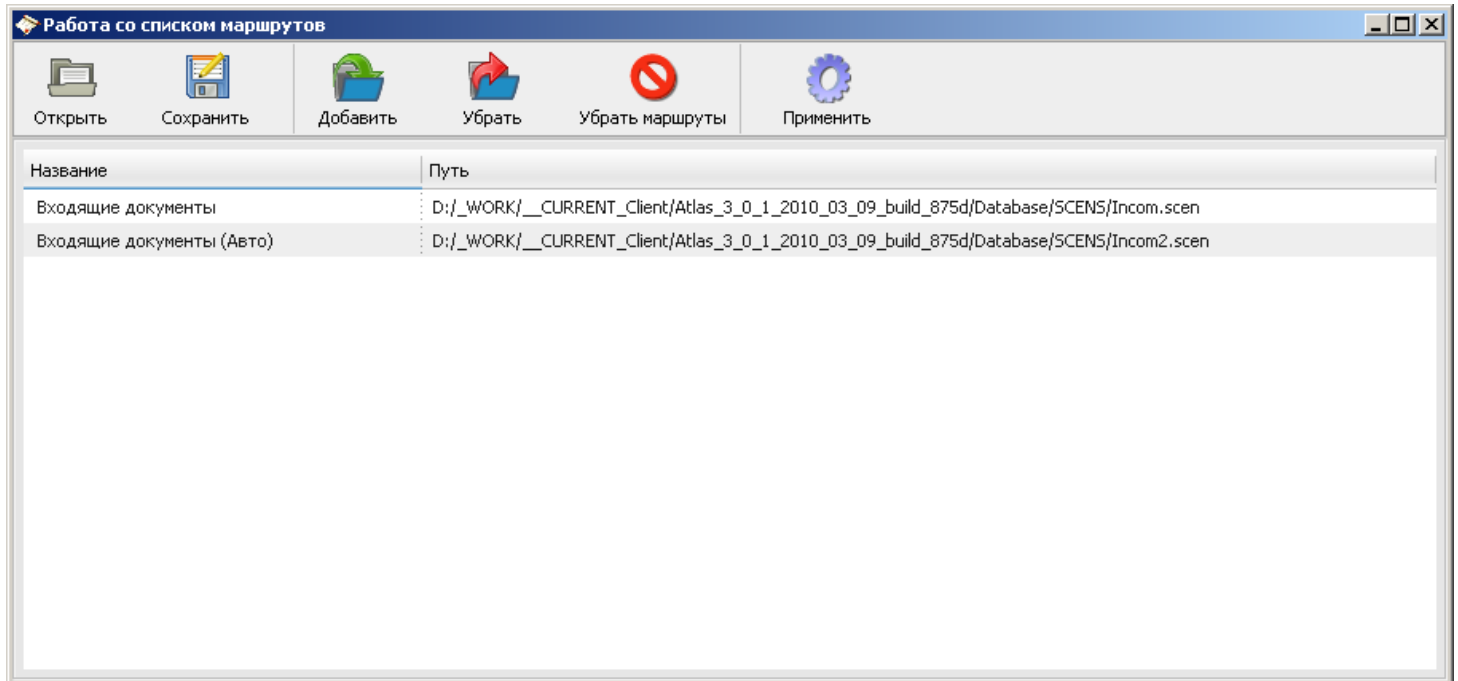 Работа со списком маршрутов
Открыть Сохранить Добавить Убрать Убрать маршруты Применить
Название Путь
Входящие документы D:/_WORK/__CURRENT_Client/Atlas_3_0_1_2010_03_09_build_875d/Database/SCENS/Incom.scen
Входящие документы (Авто) D:/_WORK/__CURRENT_Client/Atlas_3_0_1_2010_03_09_build_875d/Database/SCENS/Incom2.scen